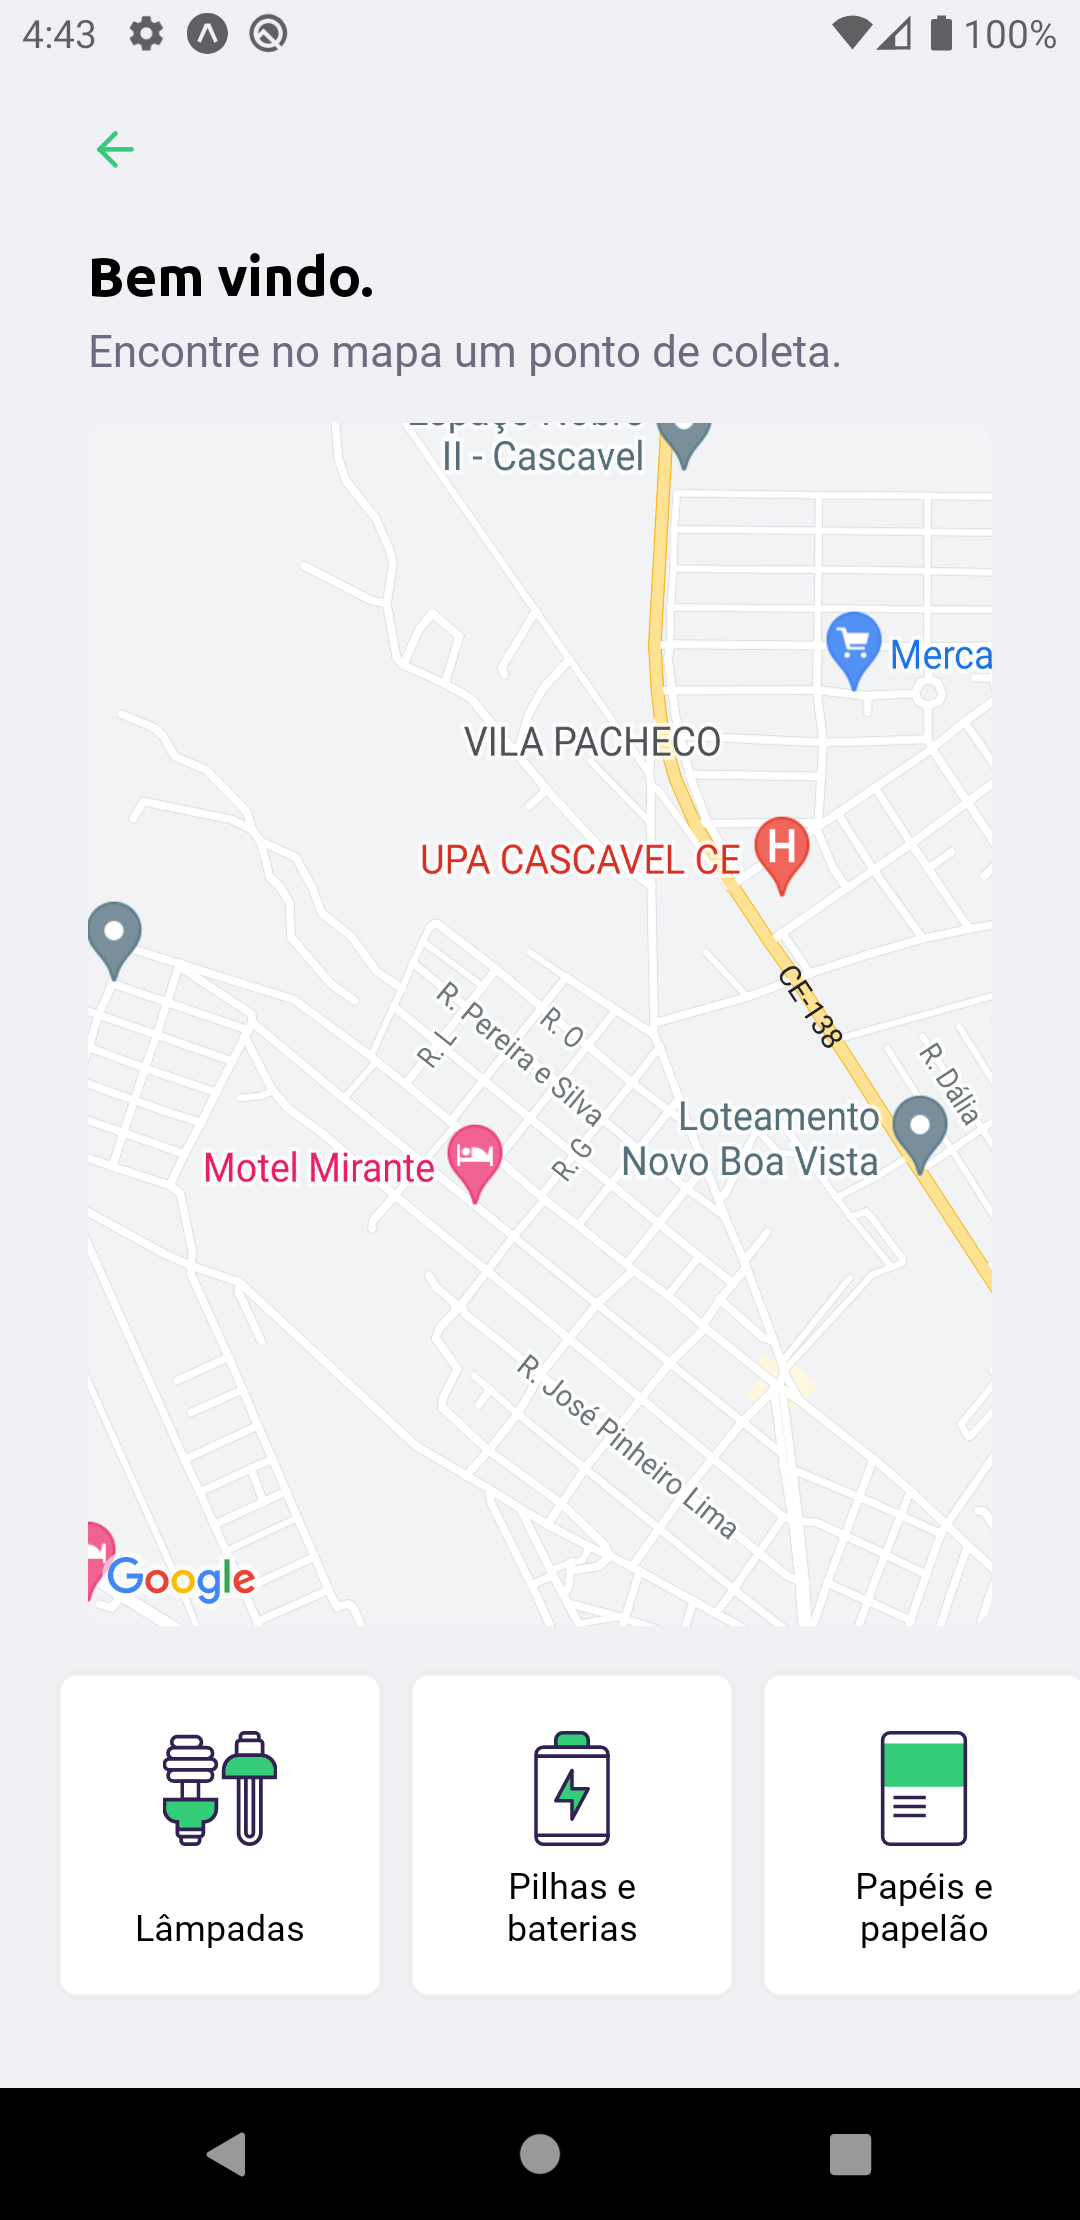 4:43
100%
Bem vindo.
Encontre no mapa um ponto de coleta.
II - Cascavel
Merca
VILA PACHECO
UPA CASCAVEL CE
H
CE-138
R. Pereira e Silva
R. O
R. L
R. Dália
Loteamento
Novo Boa Vista
R. G
Motel Mirante
R. José Pinheiro Lima
Google
Lâmpadas
Pilhas e
baterias
Papéis e
papelão